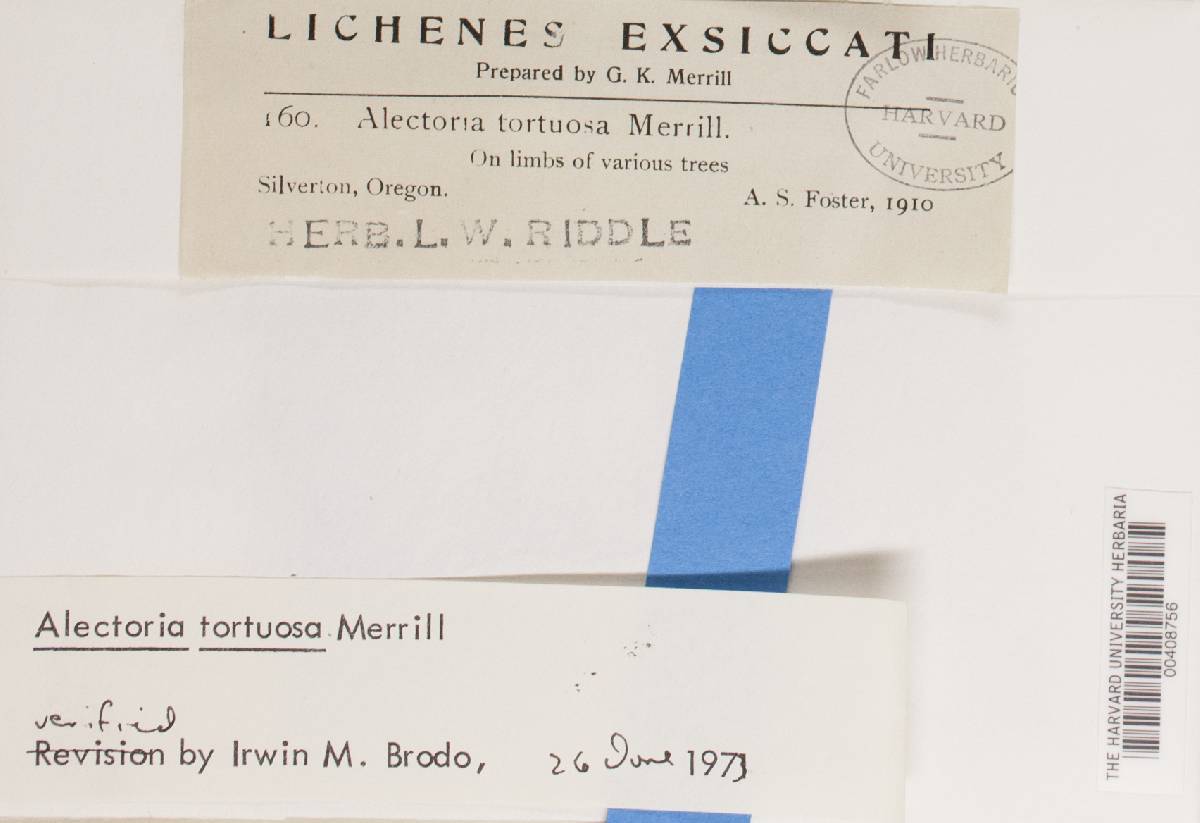 LICHENES EXSICCATI
Prepared by G. K. Merrill
160. Alectoria tortuosa Merrill.
On limbs of various trees
Silverton, Oregon.
A. S. Foster, 1910
HERB. L. W. RIDDLE
FARLOW HERBARIU
HARVARD
UNIVERSITY
Alectoria tortuosa Merrill
verified
Revision by Irwin M. Brodo, 26 June 1973
THE HARVARD UNIVERSITY HERBARIA
00408756